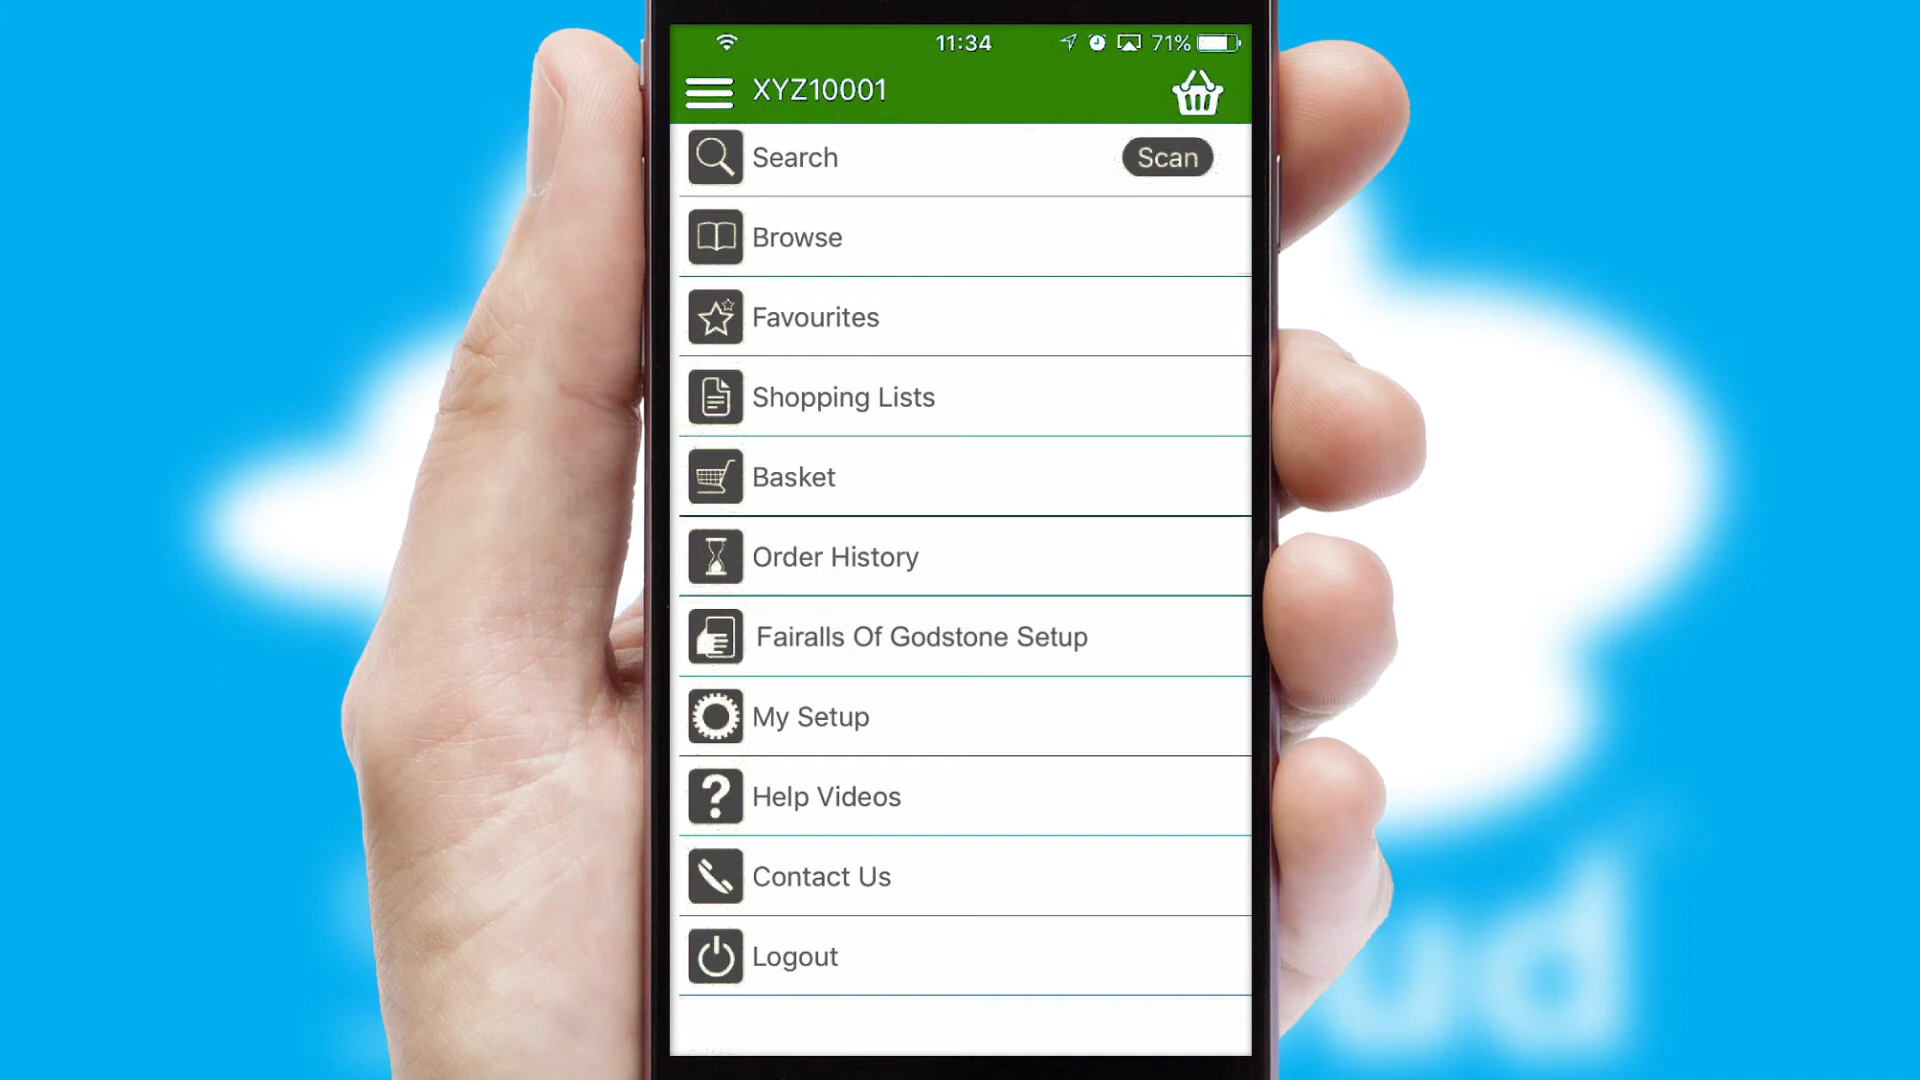 11:34 71%
XYZ10001
Search Scan
Browse
Favourites
Shopping Lists
Basket
Order History
Fairalls Of Godstone Setup
My Setup
Help Videos
Contact Us
Logout